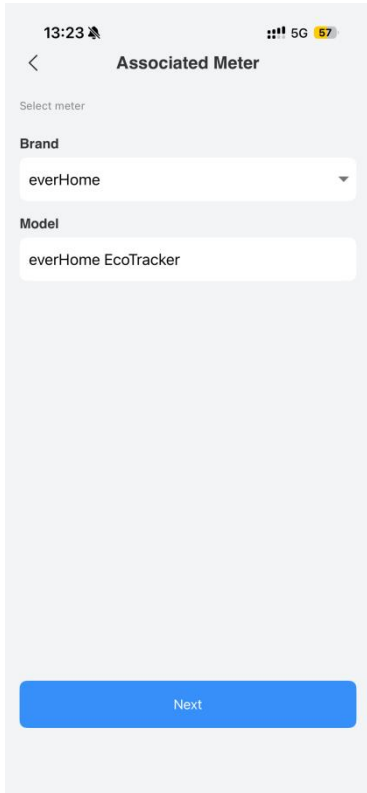 13:23
5G 57
Associated Meter
Select meter
Brand
everHome
Model
everHome EcoTracker
Next